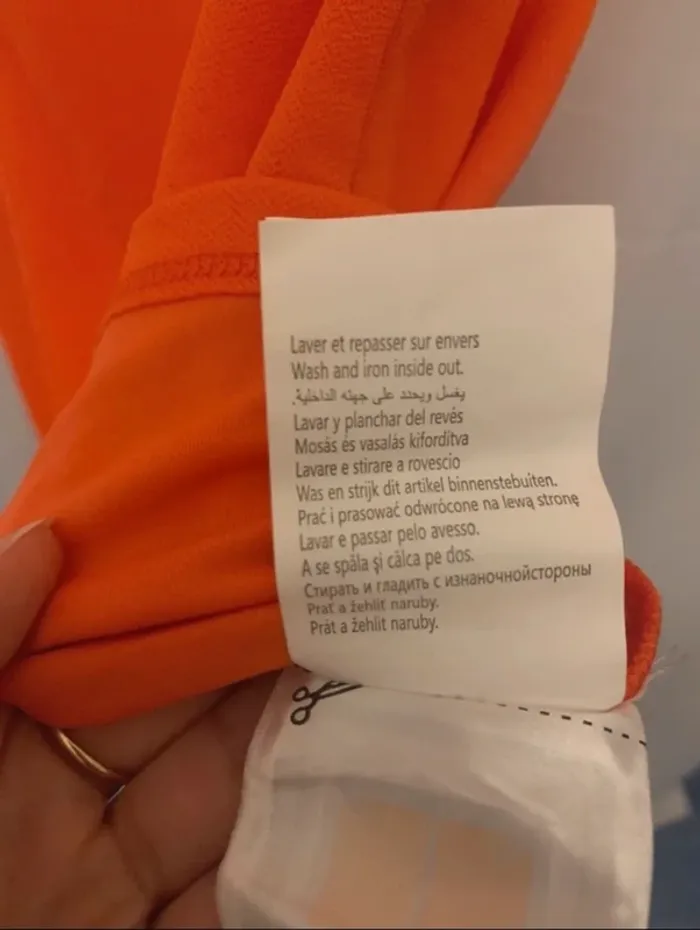 Laver et repasser sur envers
Wash and iron inside out.
يغسل ويحدد على جهته الداخلية.
Lavar y planchar del revés
Mosás és vasalás kifordítva
Lavare e stirare a rovescio
Was en strijk dit artikel binnenstebuiten.
Prać i prasować odwrócone na lewą stronę
Lavar e passar pelo avesso.
A se spăla și călca pe dos.
Стирать и гладить с изнаночнойстороны
Prať a žehliť naruby.
Prát a žehlit naruby.